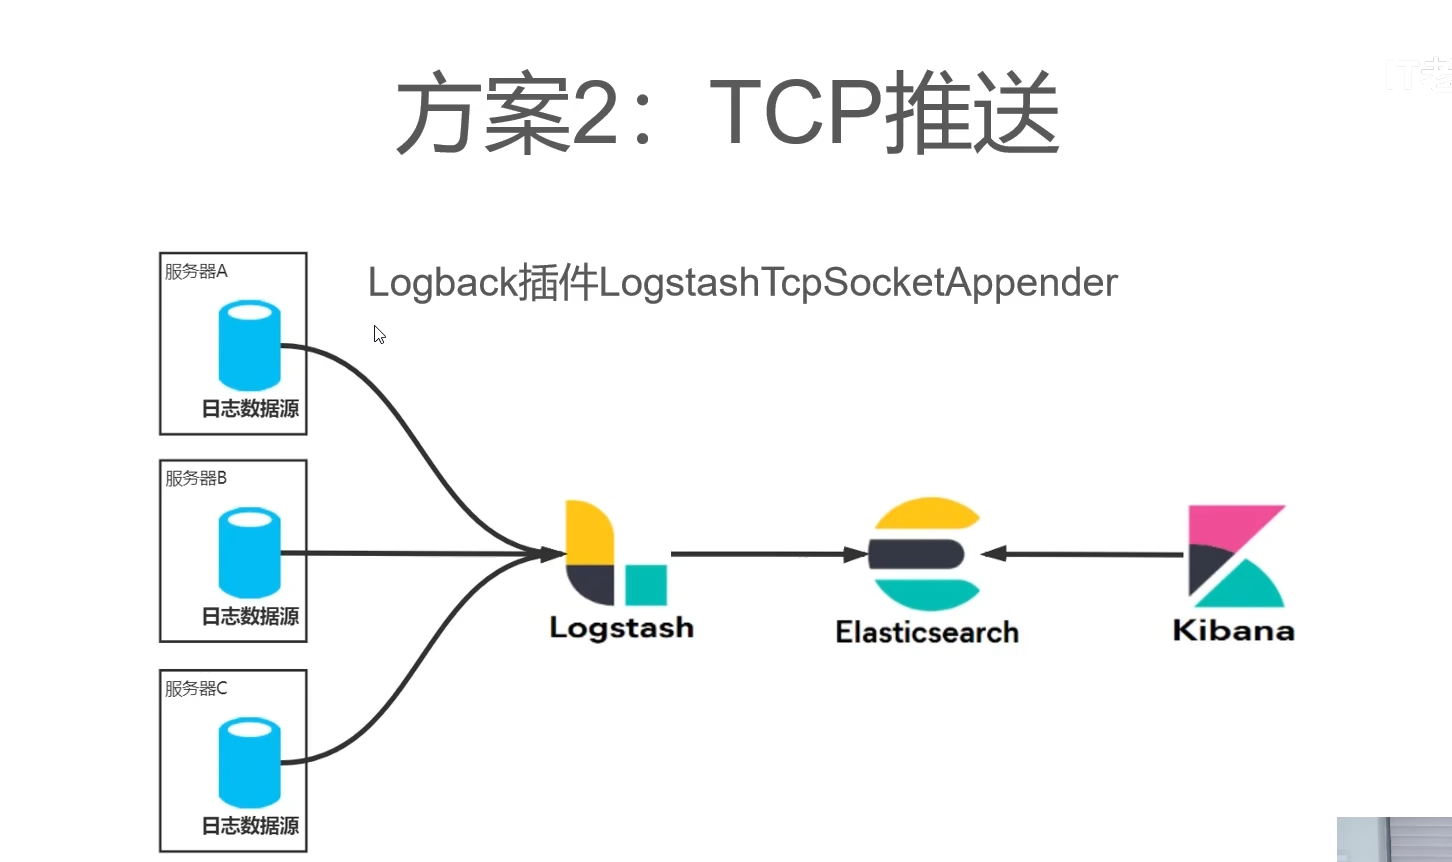 方案2：TCP推送
IT老
服务器A
Logback插件LogstashTcpSocketAppender
日志数据源
服务器B
日志数据源
Logstash
Elasticsearch
Kibana
服务器C
日志数据源